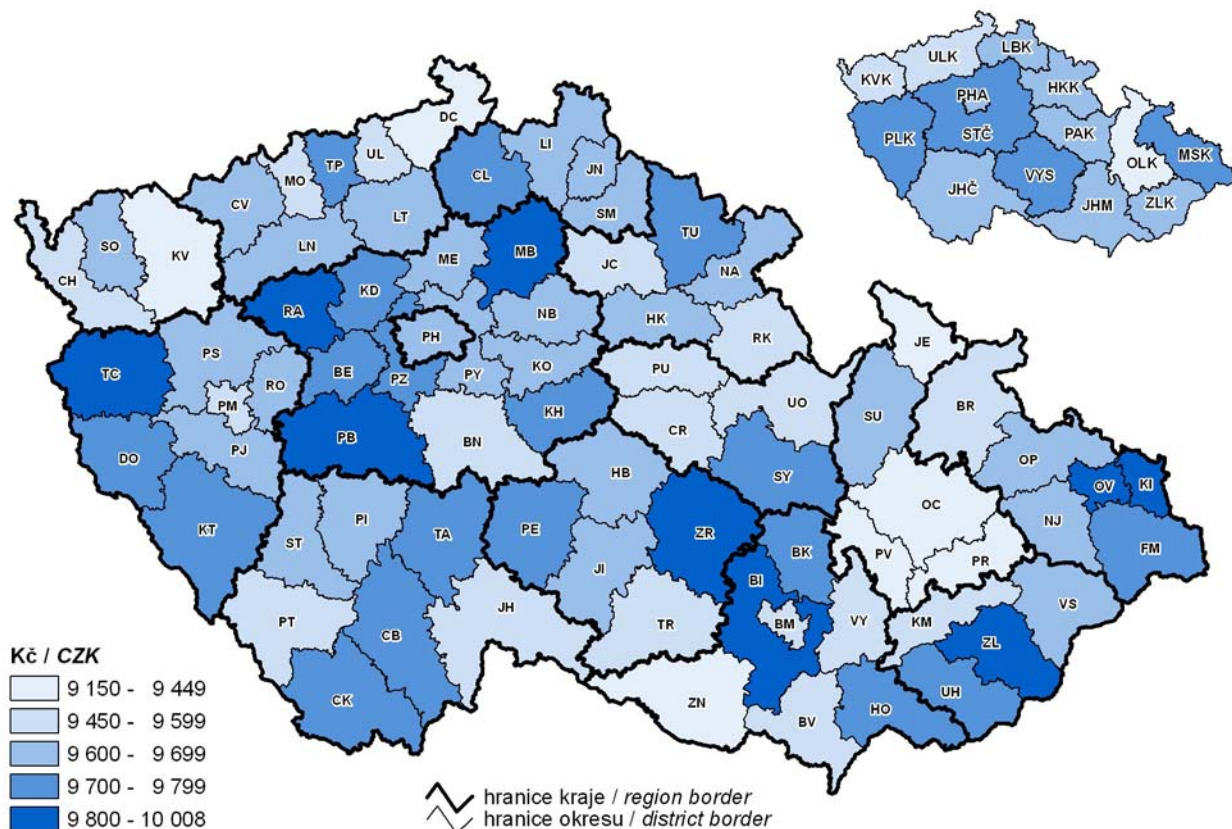 ULK
LBK
KVK
HKK
PHA
PLK
STČ
PAK
MSK
OLK
VYS
JHČ
JHM
ZLK
DC
LI
UL
TP
MO
CL
JN
CV
LT
SM
SO
KV
LN
MB
TU
ME
JC
NA
CH
RA
KD
NB
HK
PH
RK
JE
TC
PS
RO
BE
PZ
PY
KO
PU
PM
KH
UO
SU
BR
PB
BN
CR
DO
PJ
HB
SY
OP
OV
KI
KT
ST
PI
TA
PE
ZR
OC
NJ
FM
JI
BK
PV
PR
BI
PT
CB
JH
TR
BM
VY
KM
VS
ZL
CK
ZN
BV
HO
UH
Kč / CZK
9 150 - 9 449
9 450 - 9 599
9 600 - 9 699
9 700 - 9 799
9 800 - 10 008
hranice kraje / region border
hranice okresu / district border